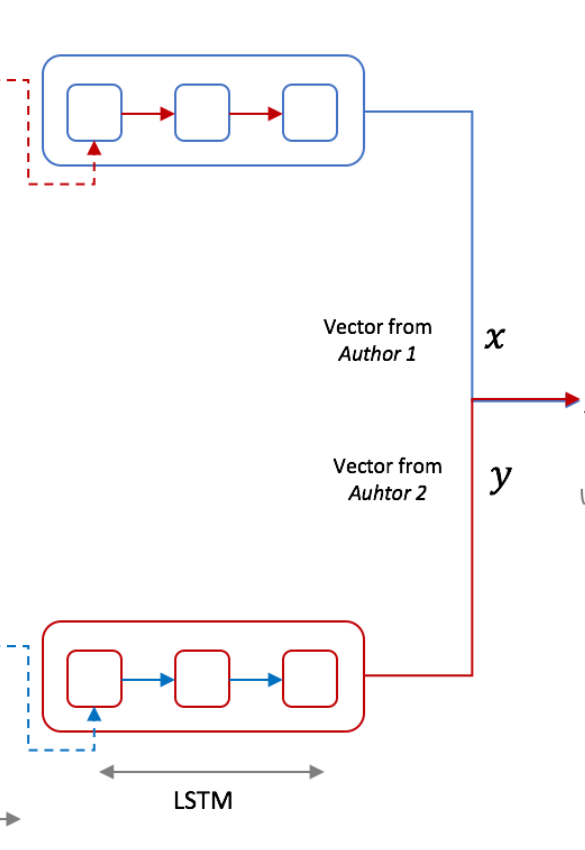 Vector from
Author 1
x
Vector from
Auhtor 2
y
LSTM